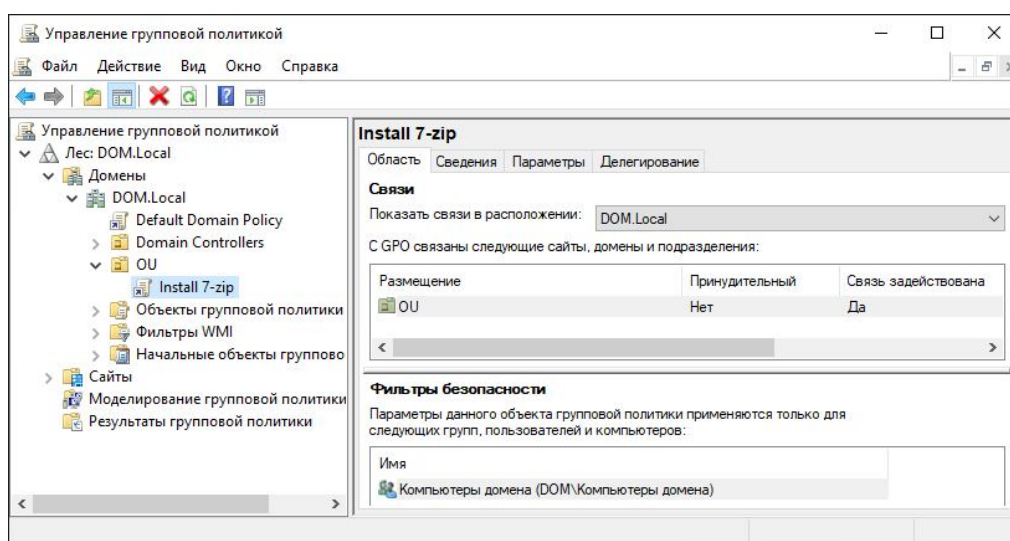 Управление групповой политикой
Файл Действие Вид Окно Справка
Управление групповой политикой
Лес: DOM.Local
Домены
DOM.Local
Default Domain Policy
Domain Controllers
OU
Install 7-zip
Объекты групповой политики
Фильтры WMI
Начальные объекты группово
Сайты
Моделирование групповой политики
Результаты групповой политики
Install 7-zip
Область Сведения Параметры Делегирование
Связи
Показать связи в расположении: DOM.Local
С GPO связаны следующие сайты, домены и подразделения:
Размещение Принудительный Связь задействована
OU Нет Да
Фильтры безопасности
Параметры данного объекта групповой политики применяются только для
следующих групп, пользователей и компьютеров:
Имя
Компьютеры домена (DOM\Компьютеры домена)